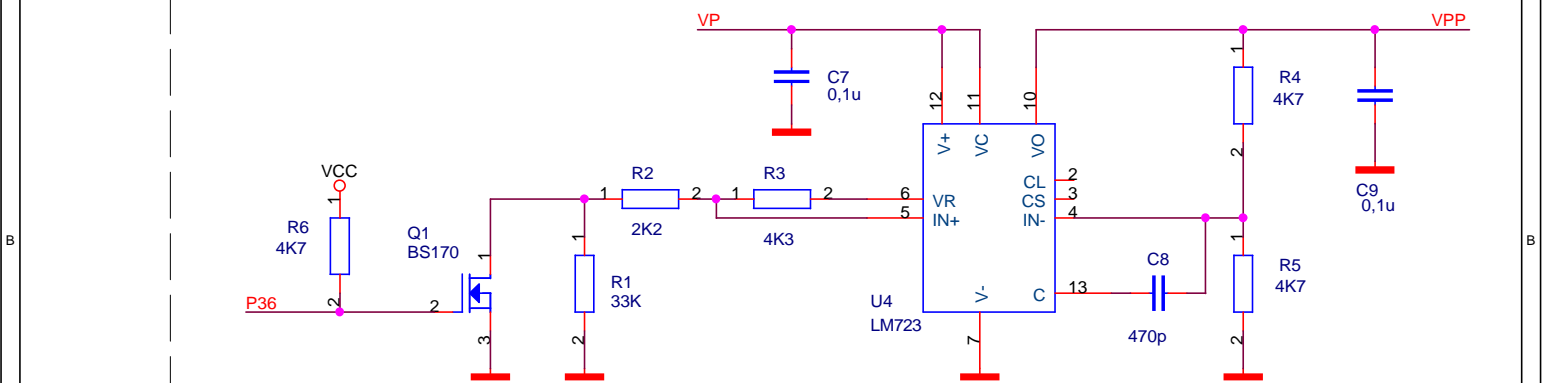 VP
VPP
C7
0,1u
R4
4K7
1
2
C9
0,1u
12
11
10
V+
VC
VO
VCC
1
R6
4K7
2
P36
Q1
BS170
1
2
3
R2
1
2
2K2
R3
1
2
4K3
1
R1
33K
2
6
5
VR
IN+
CL
CS
IN-
2
3
4
V-
C
13
7
U4
LM723
C8
470p
1
R5
4K7
2
B
B